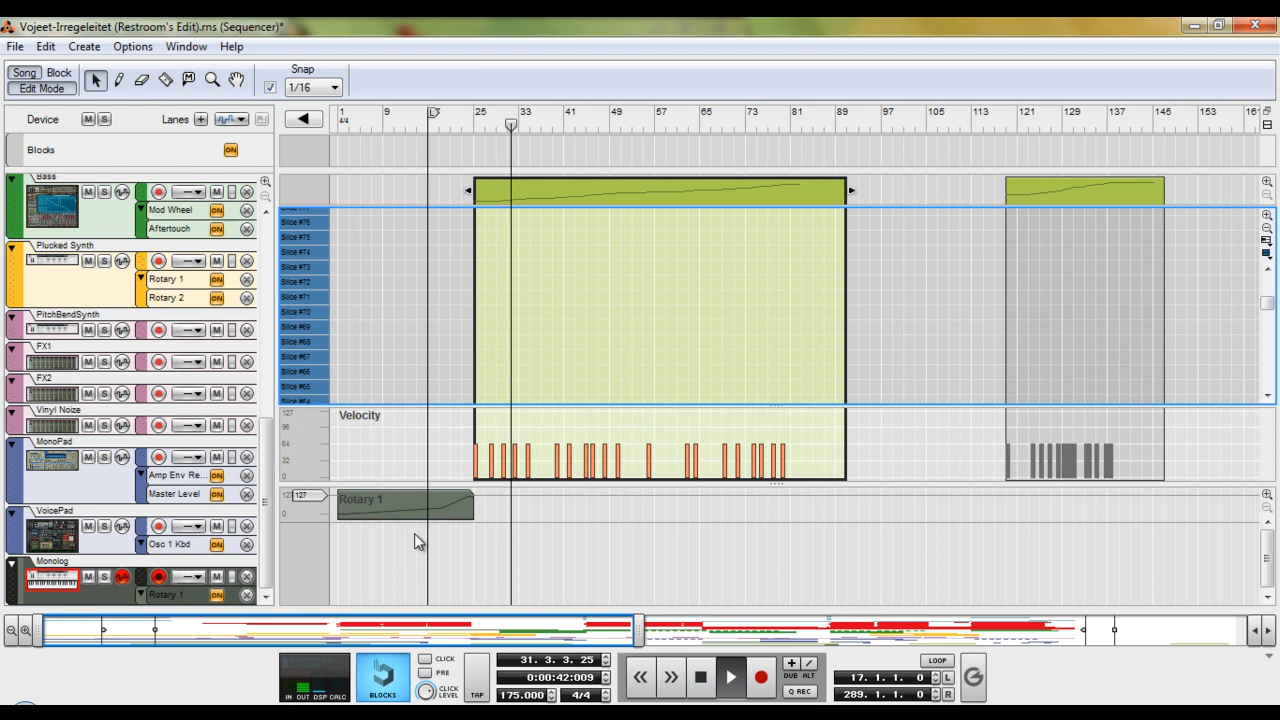 Vojeet-Irregeleitet (Restroom's Edit).rns (Sequencer)*
File Edit Create Options Window Help
Song Block
Edit Mode
Snap
1/16
Device M S Lanes
1 9 25 33 41 49 57 65 73 81 89 97 105 113 121 129 137 145 153 161
4/4
L
Blocks ON
Bass
M S M
Mod Wheel ON
Aftertouch ON
Plucked Synth
M S M
Rotary 1 ON
Rotary 2 ON
PitchBendSynth
M S M
FX1
M S M
FX2
M S M
Vinyl Noize
M S M
MonoPad
M S M
Amp Env Re... ON
Master Level ON
VoicePad
M S M
Osc 1 Kbd ON
Monolog
M S M
Rotary 1 ON
Slice #76
Slice #75
Slice #74
Slice #73
Slice #72
Slice #71
Slice #70
Slice #69
Slice #68
Slice #67
Slice #66
Slice #65
Slice #64
127 Velocity
96
64
32
0
127 127 Rotary 1
0
IN OUT DSP CALC
BLOCKS
CLICK
PRE
CLICK
LEVEL
TAP
31. 3. 3. 25
0:00:42:009
175.000 4/4
DUB ALT
Q REC
LOOP
17. 1. 1. 0 L
289. 1. 1. 0 R